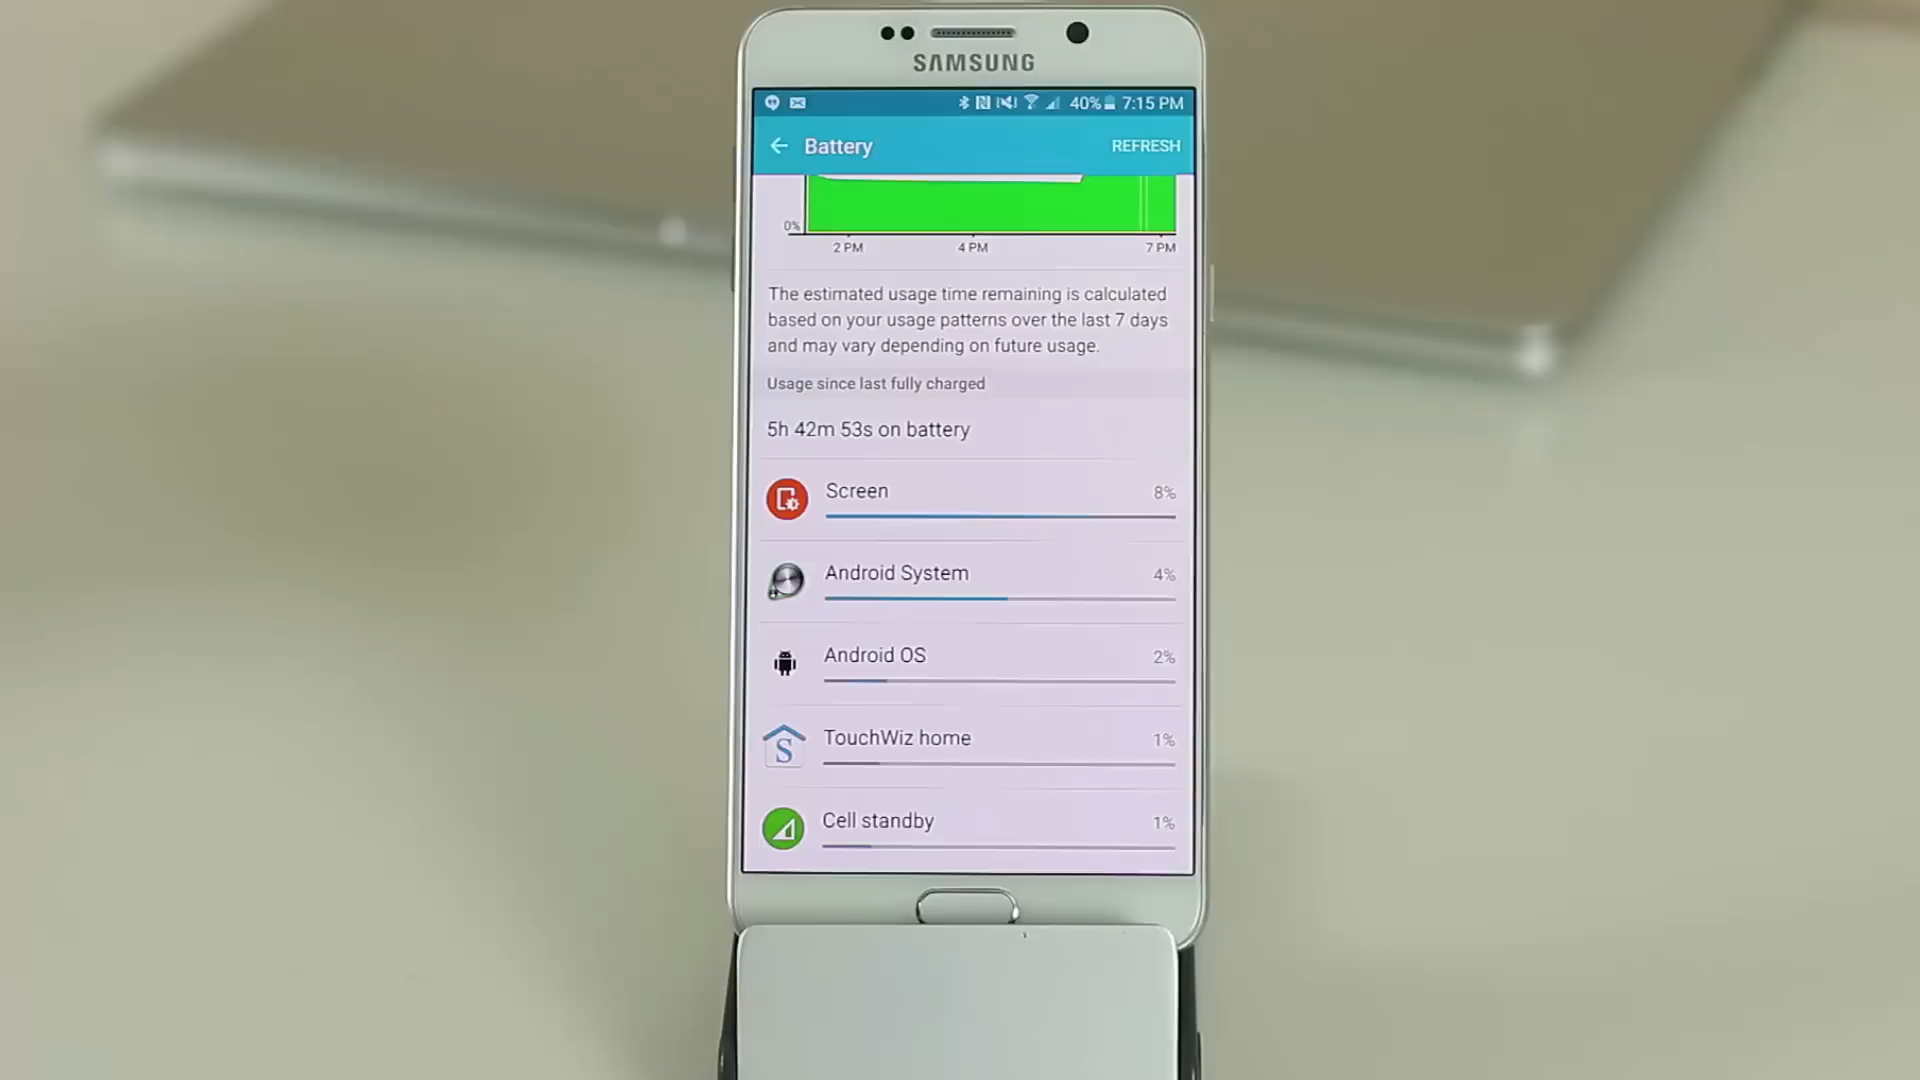 SAMSUNG
40% 7:15 PM
Battery REFRESH
0%
2 PM 4 PM 7 PM
The estimated usage time remaining is calculated
based on your usage patterns over the last 7 days
and may vary depending on future usage.
Usage since last fully charged
5h 42m 53s on battery
Screen 8%
Android System 4%
Android OS 2%
TouchWiz home 1%
S
Cell standby 1%